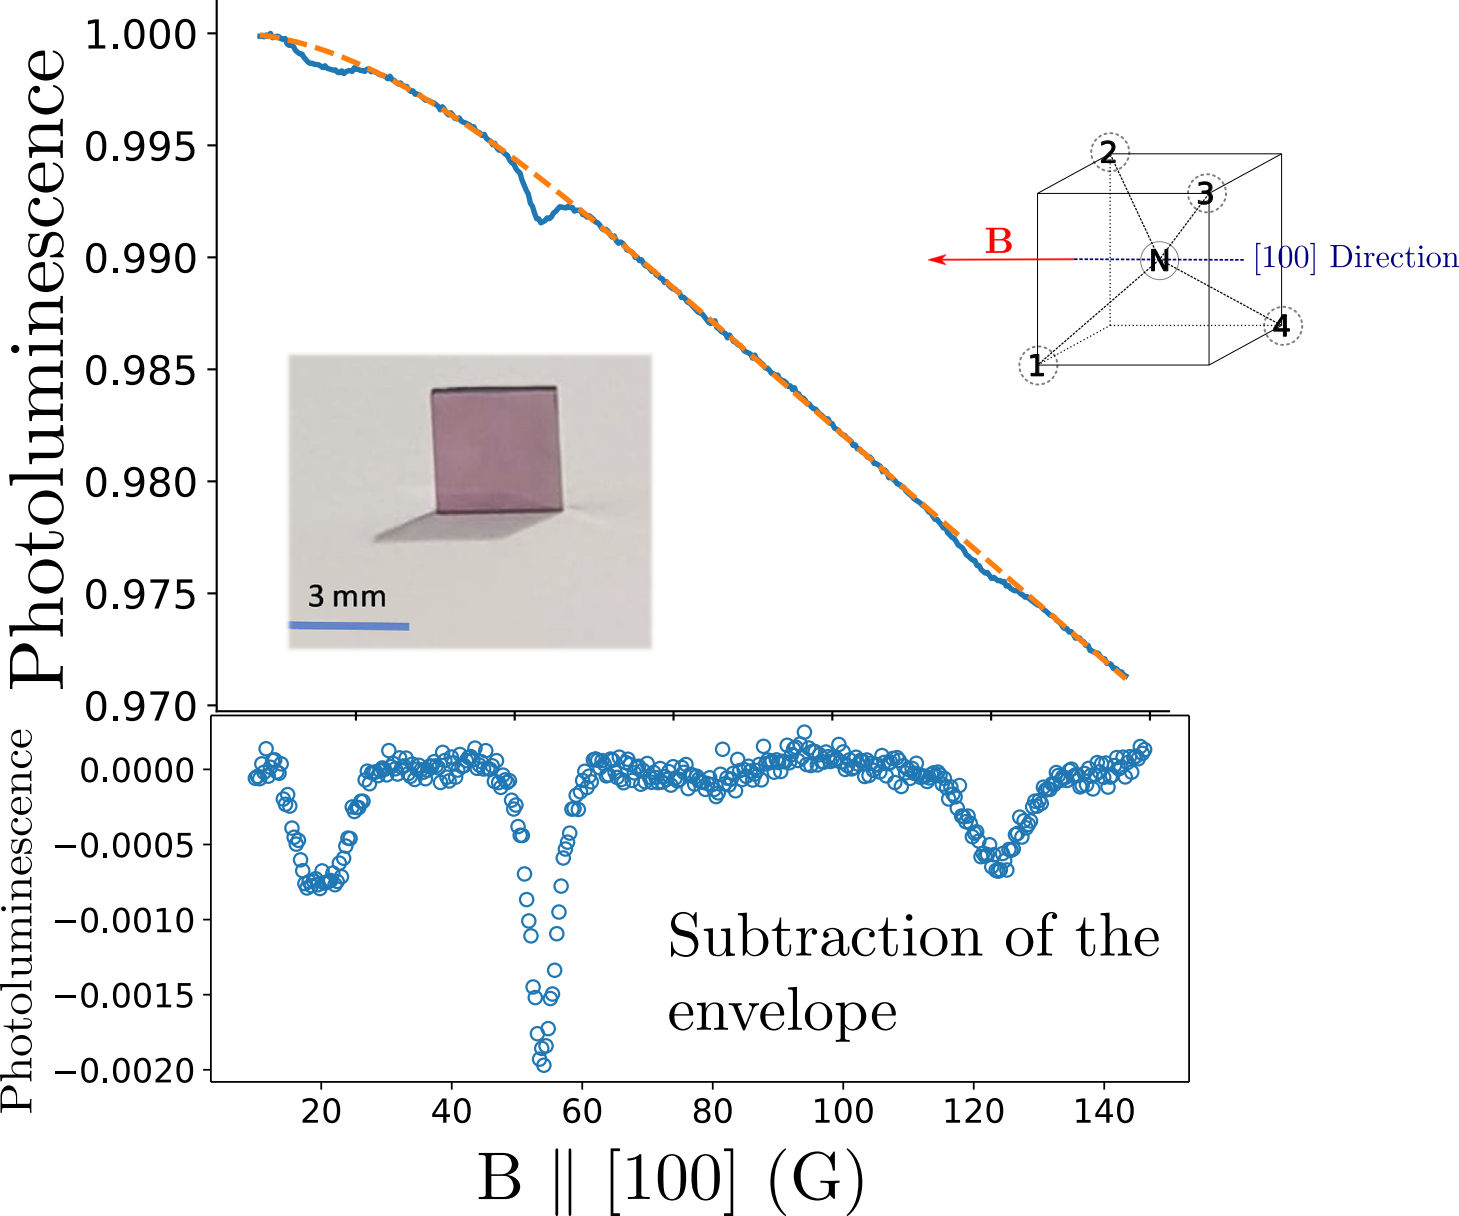 Photoluminescence
1.000
0.995
0.990
0.985
0.980
0.975
0.970
3 mm
2
3
B
N
[100] Direction
4
1
Photoluminescence
0.0000
−0.0005
−0.0010
−0.0015
−0.0020
Subtraction of the
envelope
20 40 60 80 100 120 140
B ∥ [100] (G)